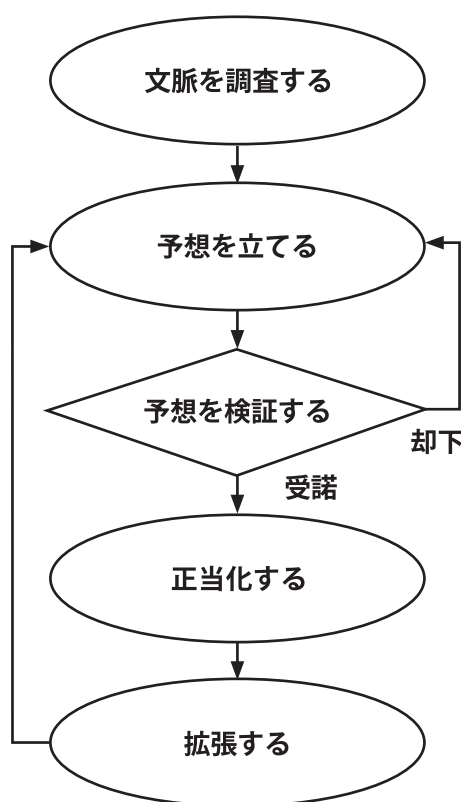 文脈を調査する
予想を立てる
予想を検証する
却下
受諾
正当化する
拡張する